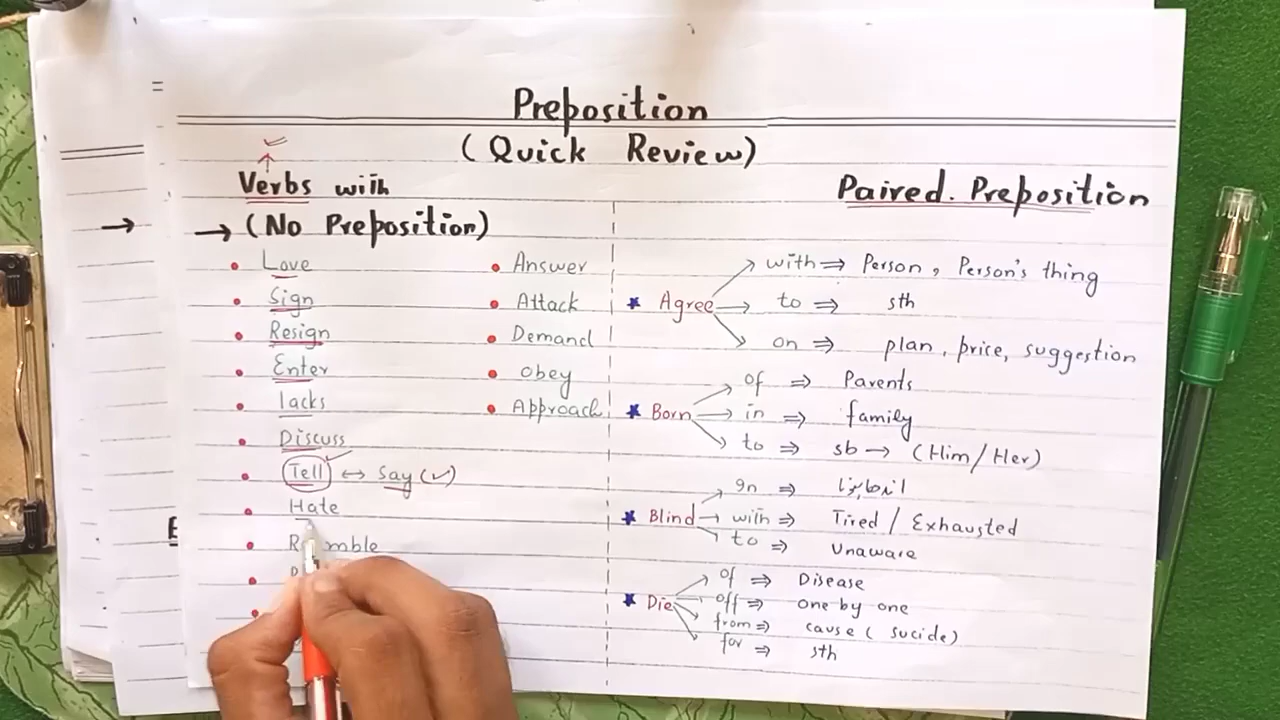 Preposition
(Quick Review)
Verbs with
→ (No Preposition)
• Love
• Sign
• Resign
• Enter
• lacks
• Discuss
• Tell ↔ Say (✓)
• Hate
• Answer
• Attack
• Demand
• obey
• Approach
Paired. Preposition
★ Agree
with ⇒ Person, Person's thing
to ⇒ sth
on ⇒ plan, price, suggestion
★ Born
of ⇒ Parents
in ⇒ family
to ⇒ sb → (Him/Her)
★ Blind
In ⇒
with ⇒ Tired / Exhausted
to ⇒ Unaware
★ Die
of ⇒ Disease
off ⇒ one by one
from ⇒ cause ( sucide)
for ⇒ sth